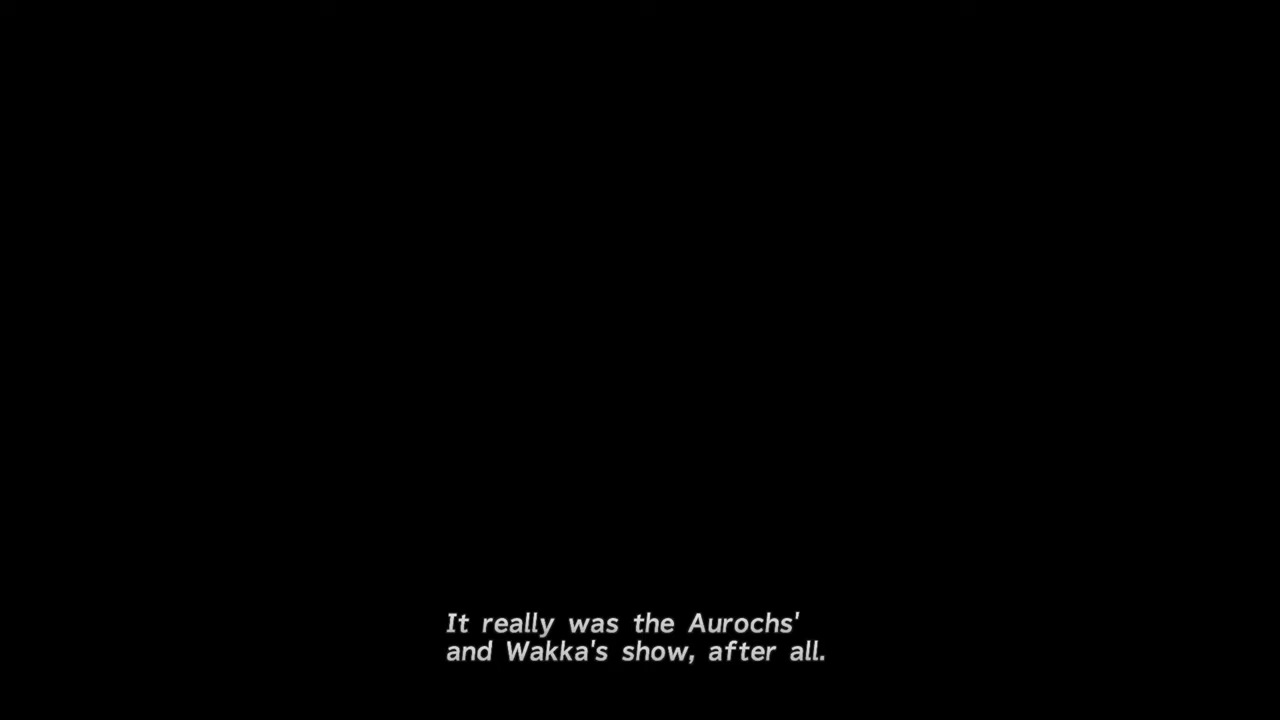 It really was the Aurochs'
and Wakka's show, after all.